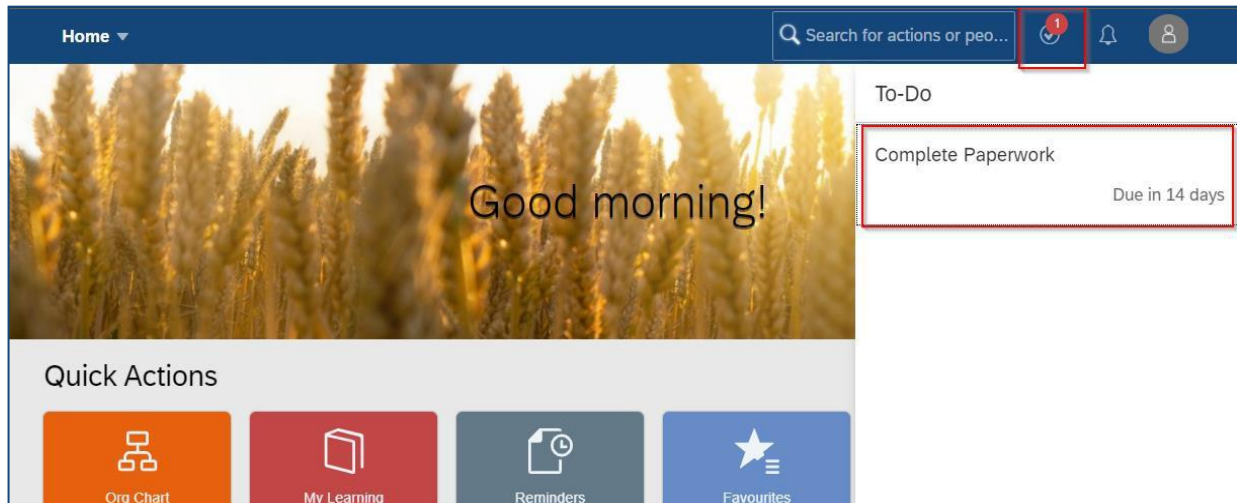 Home
Search for actions or peo...
1
To-Do
Complete Paperwork
Due in 14 days
Good morning!
Quick Actions
Org Chart
My Learning
Reminders
Favourites